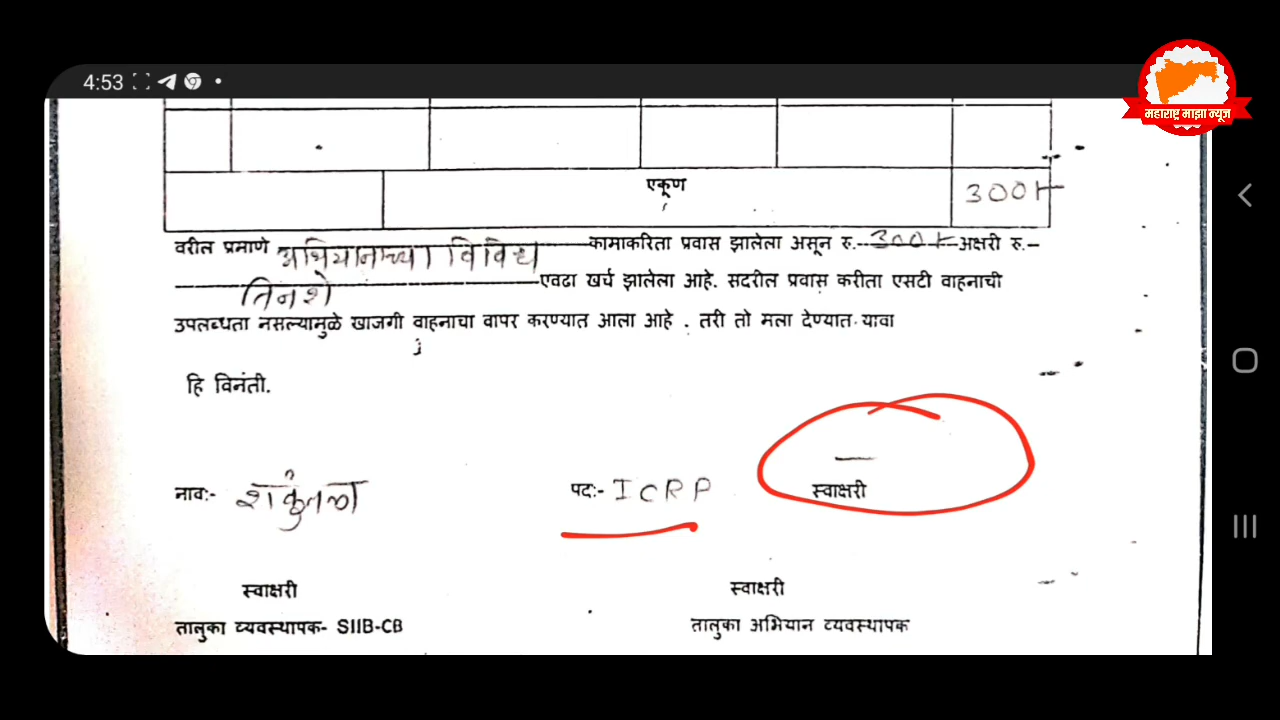 4:53
महाराष्ट्र माझा न्यूज
एकूण 300/-
वरील प्रमाणे अभियानाच्या विविध कामाकरिता प्रवास झालेला असून रु.--300/- अक्षरी रु.–
तिनशे एवढा खर्च झालेला आहे. सदरील प्रवास करीता एसटी वाहनाची
उपलब्धता नसल्यामुळे खाजगी वाहनाचा वापर करण्यात आला आहे . तरी तो मला देण्यात यावा
हि विनंती.
नावः- शकुंतला पदः- ICRP स्वाक्षरी
स्वाक्षरी स्वाक्षरी
तालुका व्यवस्थापक- SIIB-CB तालुका अभियान व्यवस्थापक